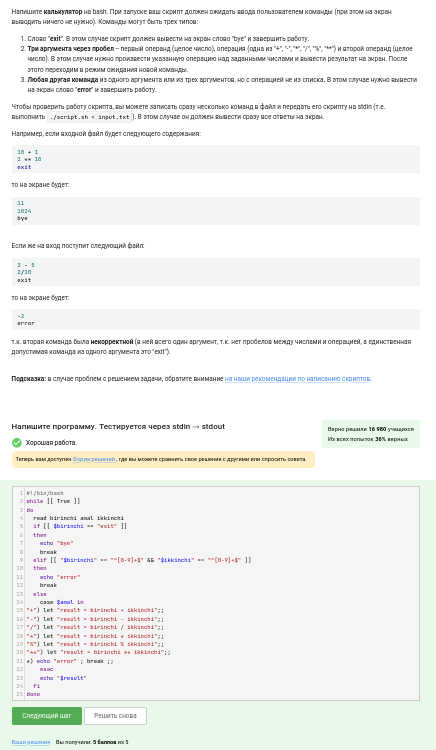 Напишите калькулятор на bash. При запуске ваш скрипт должен ожидать ввода пользователем команды (при этом на экран
выводить ничего не нужно). Команды могут быть трех типов:
1. Слово "exit". В этом случае скрипт должен вывести на экран слово "bye" и завершить работу.
2. Три аргумента через пробел – первый операнд (целое число), операция (одна из "+", "-", "*", "/", "%", "**") и второй операнд (целое
число). В этом случае нужно произвести указанную операцию над заданными числами и вывести результат на экран. После
этого переходим в режим ожидания новой команды.
3. Любая другая команда из одного аргумента или из трех аргументов, но с операцией не из списка. В этом случае нужно вывести
на экран слово "error" и завершить работу.
Чтобы проверить работу скрипта, вы можете записать сразу несколько команд в файл и передать его скрипту на stdin (т.е.
выполнить ./script.sh < input.txt ). В этом случае он должен вывести сразу все ответы на экран.
Например, если входной файл будет следующего содержания:
10 + 1
2 ** 10
exit
то на экране будет:
11
1024
bye
Если же на вход поступит следующий файл:
3 - 5
2/10
exit
то на экране будет:
-2
error
т.к. вторая команда была некорректной (в ней всего один аргумент, т.к. нет пробелов между числами и операцией, а единственная
допустимая команда из одного аргумента это "exit").
Подсказка: в случае проблем с решением задачи, обратите внимание на наши рекомендации по написанию скриптов.
Напишите программу. Тестируется через stdin → stdout
Верно решили 16 980 учащихся
Из всех попыток 36% верных
Хорошая работа.
Теперь вам доступен Форум решений, где вы можете сравнить свое решение с другими или спросить совета.
1 #!/bin/bash
2 while [[ True ]]
3 do
4 read birinchi amal ikkinchi
5 if [[ $birinchi == "exit" ]]
6 then
7 echo "bye"
8 break
9 elif [[ "$birinchi" == "^[0-9]+$" && "$ikkinchi" == "^[0-9]+$" ]]
10 then
11 echo "error"
12 break
13 else
14 case $amal in
15 "+") let "result = birinchi + ikkinchi";;
16 "-") let "result = birinchi - ikkinchi";;
17 "/") let "result = birinchi / ikkinchi";;
18 "*") let "result = birinchi * ikkinchi";;
19 "%") let "result = birinchi % ikkinchi";;
20 "**") let "result = birinchi ** ikkinchi";;
21 *) echo "error" ; break ;;
22 esac
23 echo "$result"
24 fi
25 done
Следующий шаг
Решить снова
Ваши решения Вы получили: 5 баллов из 5